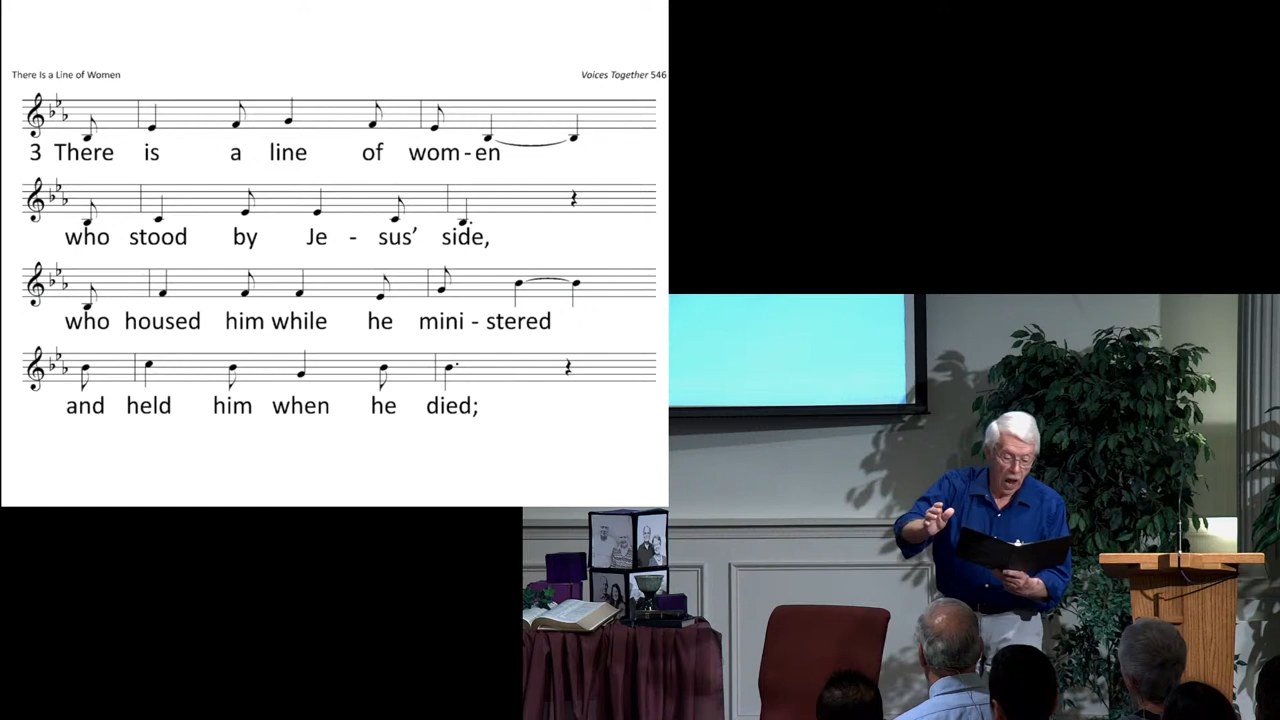 There Is a Line of Women
Voices Together 546
3 There is a line of wom-en
who stood by Je - sus’ side,
who housed him while he mini - stered
and held him when he died;